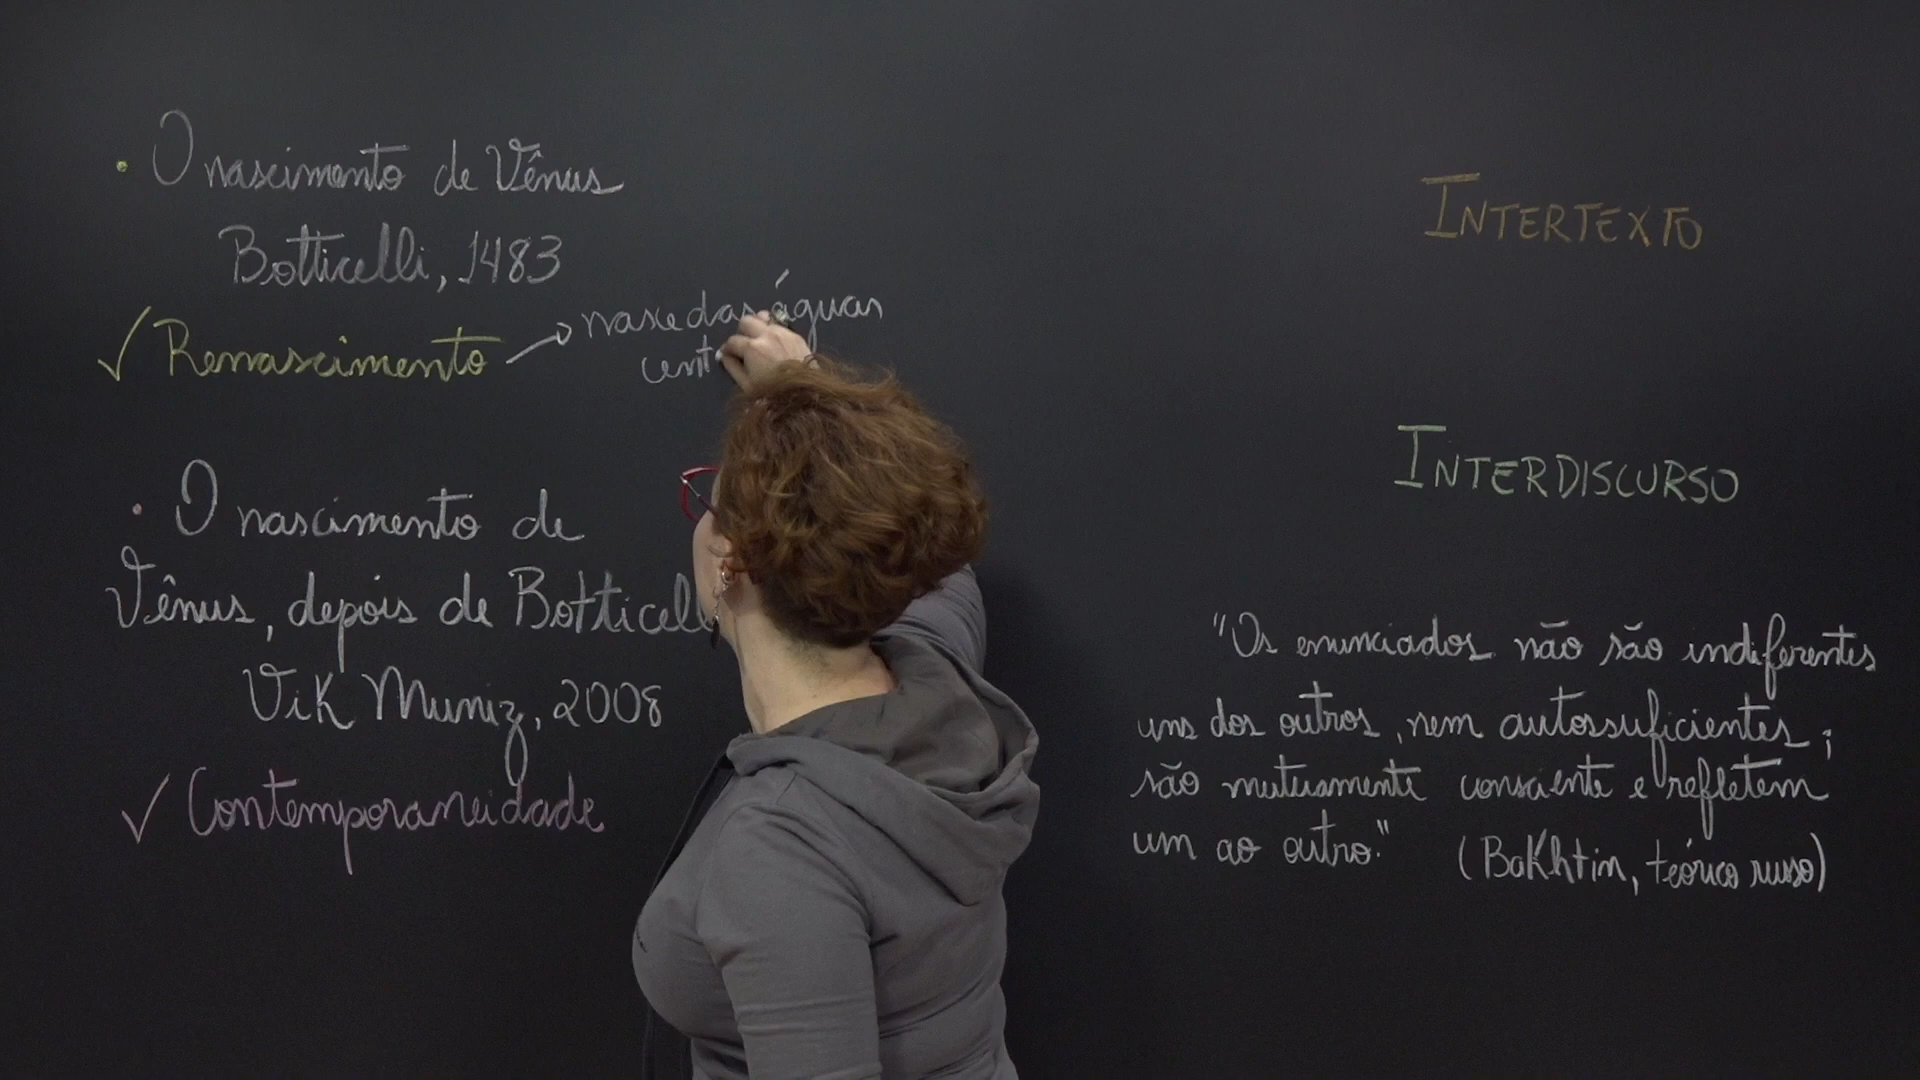 • O nascimento de Vênus
Botticelli, 1483
✓ Renascimento → nasce das águas
• O nascimento de
Vênus, depois de Botticell
Vik Muniz, 2008
✓ Contemporaneidade
INTERTEXTO
INTERDISCURSO
"Os enunciados não são indiferentes
uns dos outros, nem autossuficientes;
são mutuamente consciente e refletem
um ao outro." (BaKhtin, teórico russo)